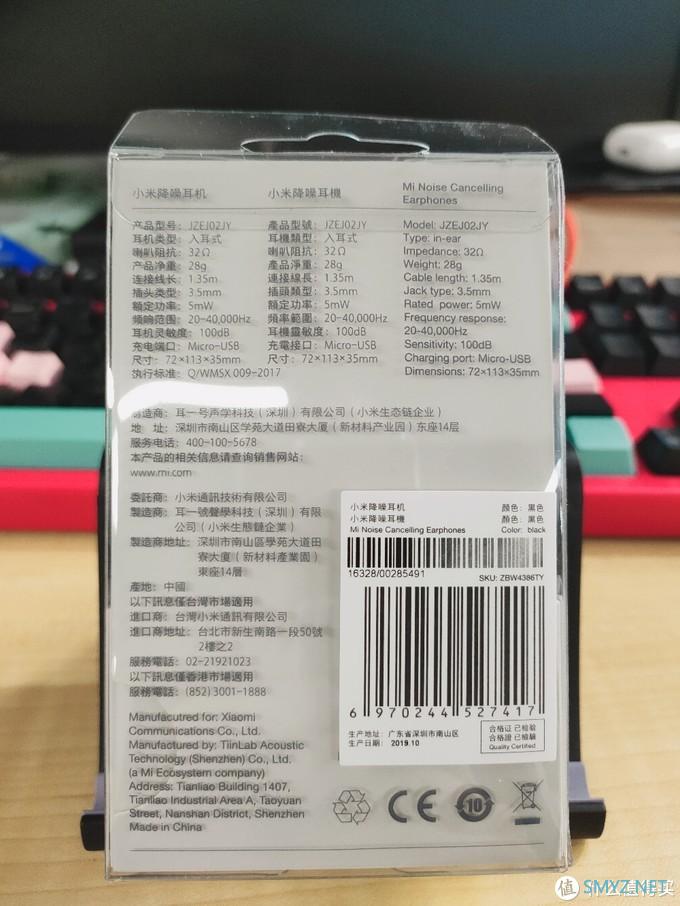 小米降噪耳机
产品型号: JZEJ02JY
耳机类型: 入耳式
喇叭阻抗: 32Ω
产品净重: 28g
连接线长: 1.35m
插头类型: 3.5mm
额定功率: 5mW
频响范围: 20-40,000Hz
耳机灵敏度: 100dB
充电端口: Micro-USB
尺寸: 72×113×35mm
执行标准: Q/WMSX 009-2017
小米降噪耳機
產品型號: JZEJ02JY
耳機類型: 入耳式
喇叭阻抗: 32Ω
產品淨重: 28g
連接線長: 1.35m
插頭類型: 3.5mm
額定功率: 5mW
頻率範圍: 20-40,000Hz
耳機靈敏度: 100dB
充電接口: Micro-USB
尺寸: 72×113×35mm
Mi Noise Cancelling
Earphones
Model: JZEJ02JY
Type: in-ear
Impedance: 32Ω
Weight: 28g
Cable length: 1.35m
Jack type: 3.5mm
Rated power: 5mW
Frequency response:
20-40,000Hz
Sensitivity: 100dB
Charging port: Micro-USB
Dimensions: 72×113×35mm
制造商: 耳一号声学科技(深圳)有限公司(小米生态链企业)
地 址: 深圳市南山区学苑大道田寮大厦(新材料产业园)东座14层
服务电话: 400-100-5678
本产品的相关信息请查询销售网站:
www.mi.com
委託商: 小米通訊技術有限公司
製造商: 耳一號聲學科技(深圳)有限
公司(小米生態鏈企業)
製造商地址: 深圳市南山區學苑大道田
寮大廈(新材料產業園)
東座14層
產地: 中國
以下訊息僅台灣市場適用
進口商: 台灣小米通訊有限公司
進口商地址: 台北市新生南路一段50號
2樓之2
服務電話: 02-21921023
以下訊息僅香港市場適用
服務電話: (852) 3001-1888
Manufacutred for: Xiaomi
Communications Co., Ltd.
Manufactured by: TiinLab Acoustic
Technology (Shenzhen) Co., Ltd.
(a Mi Ecosystem company)
Address: Tianliao Building 1407,
Tianliao Industrial Area A, Taoyuan
Street, Nanshan District, Shenzhen
Made in China
小米降噪耳机 颜色: 黑色
小米降噪耳機 顏色: 黑色
Mi Noise Cancelling Earphones Color: black
16328/00285491
SKU: ZBW4386TY
6 970244 527417
生产地址: 广东省深圳市南山区
生产日期: 2019.10
合格证 已检验
合格證 已檢驗
Quality Certified
CE
10
值 SMYZ.NET